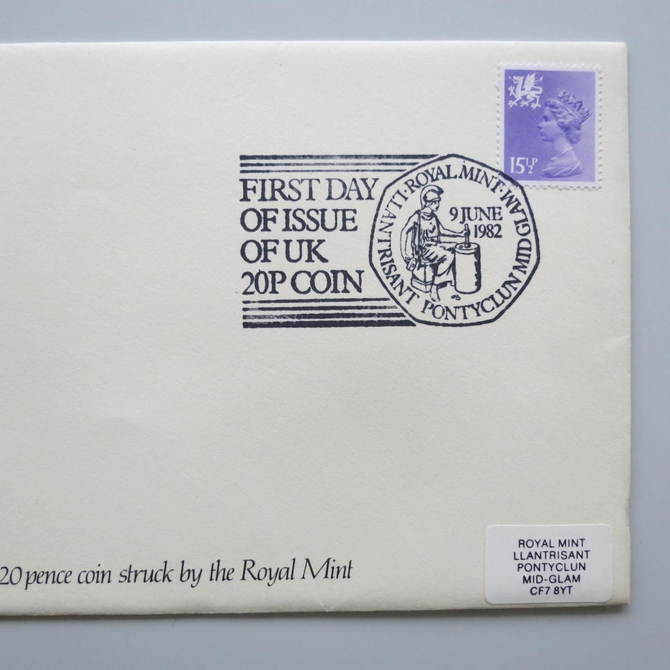 15½P
FIRST DAY
OF ISSUE
OF UK
20P COIN
·ROYAL MINT·
LLANTRISANT PONTYCLUN MID GLAM
9 JUNE
1982
20 pence coin struck by the Royal Mint
ROYAL MINT
LLANTRISANT
PONTYCLUN
MID-GLAM
CF7 8YT